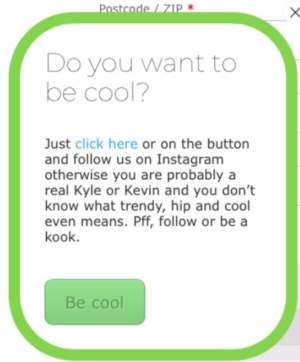 Postcode / ZIP *
Do you want to
be cool?
Just click here or on the button
and follow us on Instagram
otherwise you are probably a
real Kyle or Kevin and you don't
know what trendy, hip and cool
even means. Pff, follow or be a
kook.
Be cool